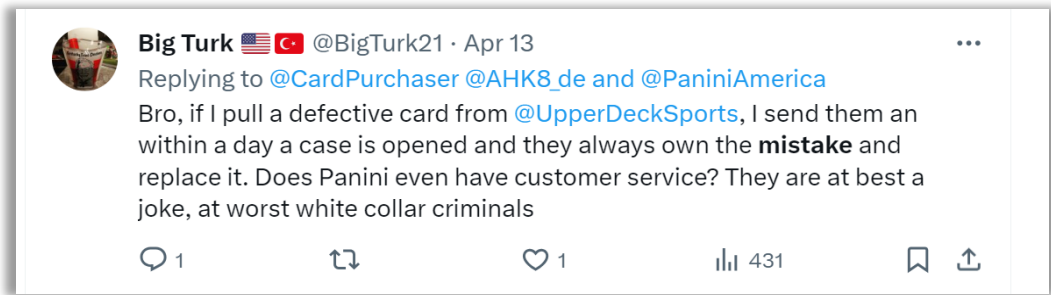 Big Turk 🇺🇸🇹🇷 @BigTurk21 · Apr 13
Replying to @CardPurchaser @AHK8_de and @PaniniAmerica
Bro, if I pull a defective card from @UpperDeckSports, I send them an
within a day a case is opened and they always own the mistake and
replace it. Does Panini even have customer service? They are at best a
joke, at worst white collar criminals
1 1 431